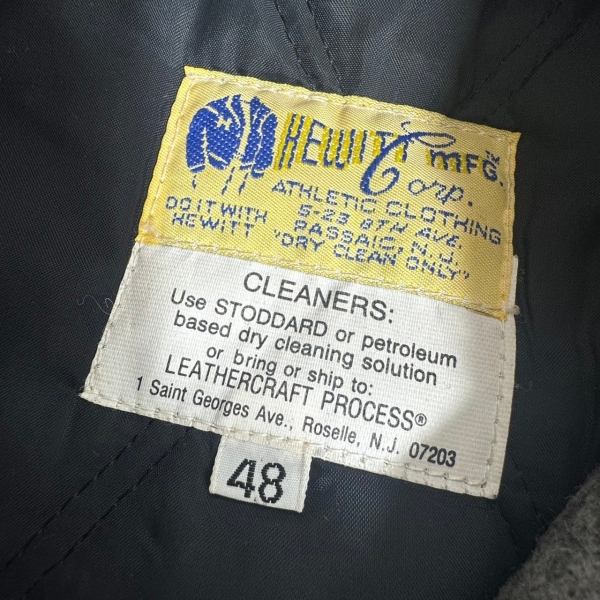 HEWITT MFG.™
Corp.
ATHLETIC CLOTHING
DO IT WITH
HEWITT
5-23 8TH AVE.
PASSAIC, N.J.
"DRY CLEAN ONLY"
CLEANERS:
Use STODDARD or petroleum
based dry cleaning solution
or bring or ship to:
LEATHERCRAFT PROCESS®
1 Saint Georges Ave., Roselle, N.J. 07203
48